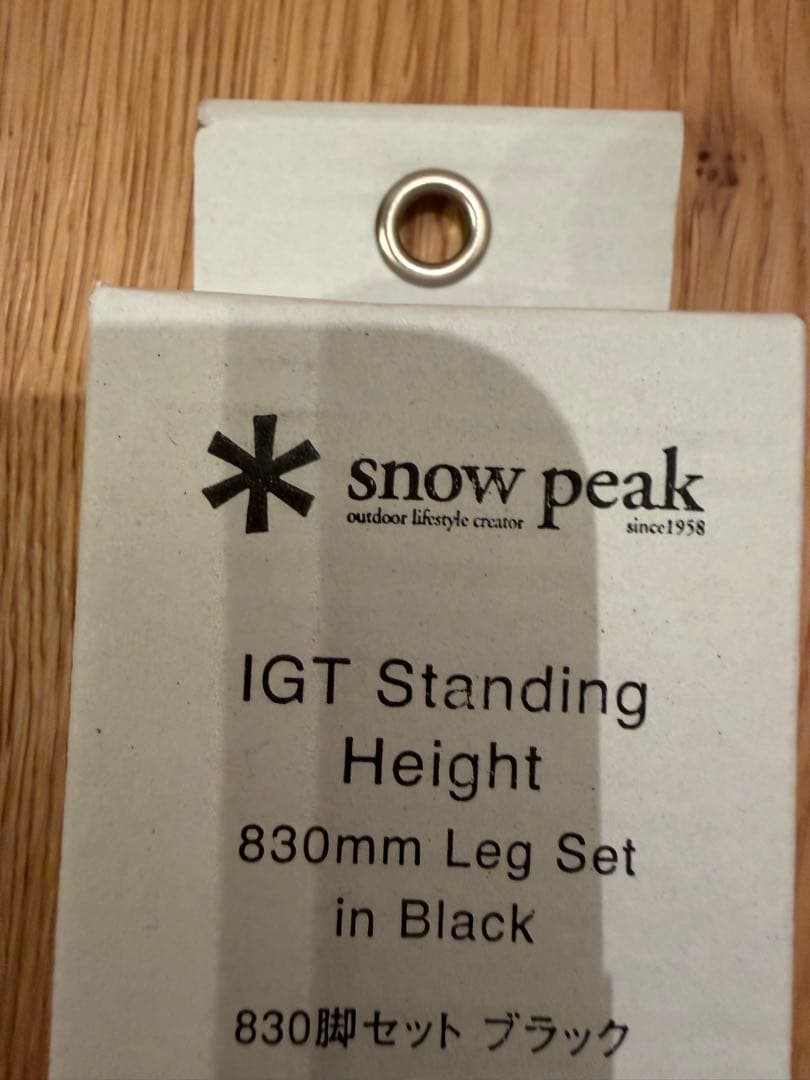 snow peak
outdoor lifestyle creator
since1958
IGT Standing
Height
830mm Leg Set
in Black
830脚セット ブラック